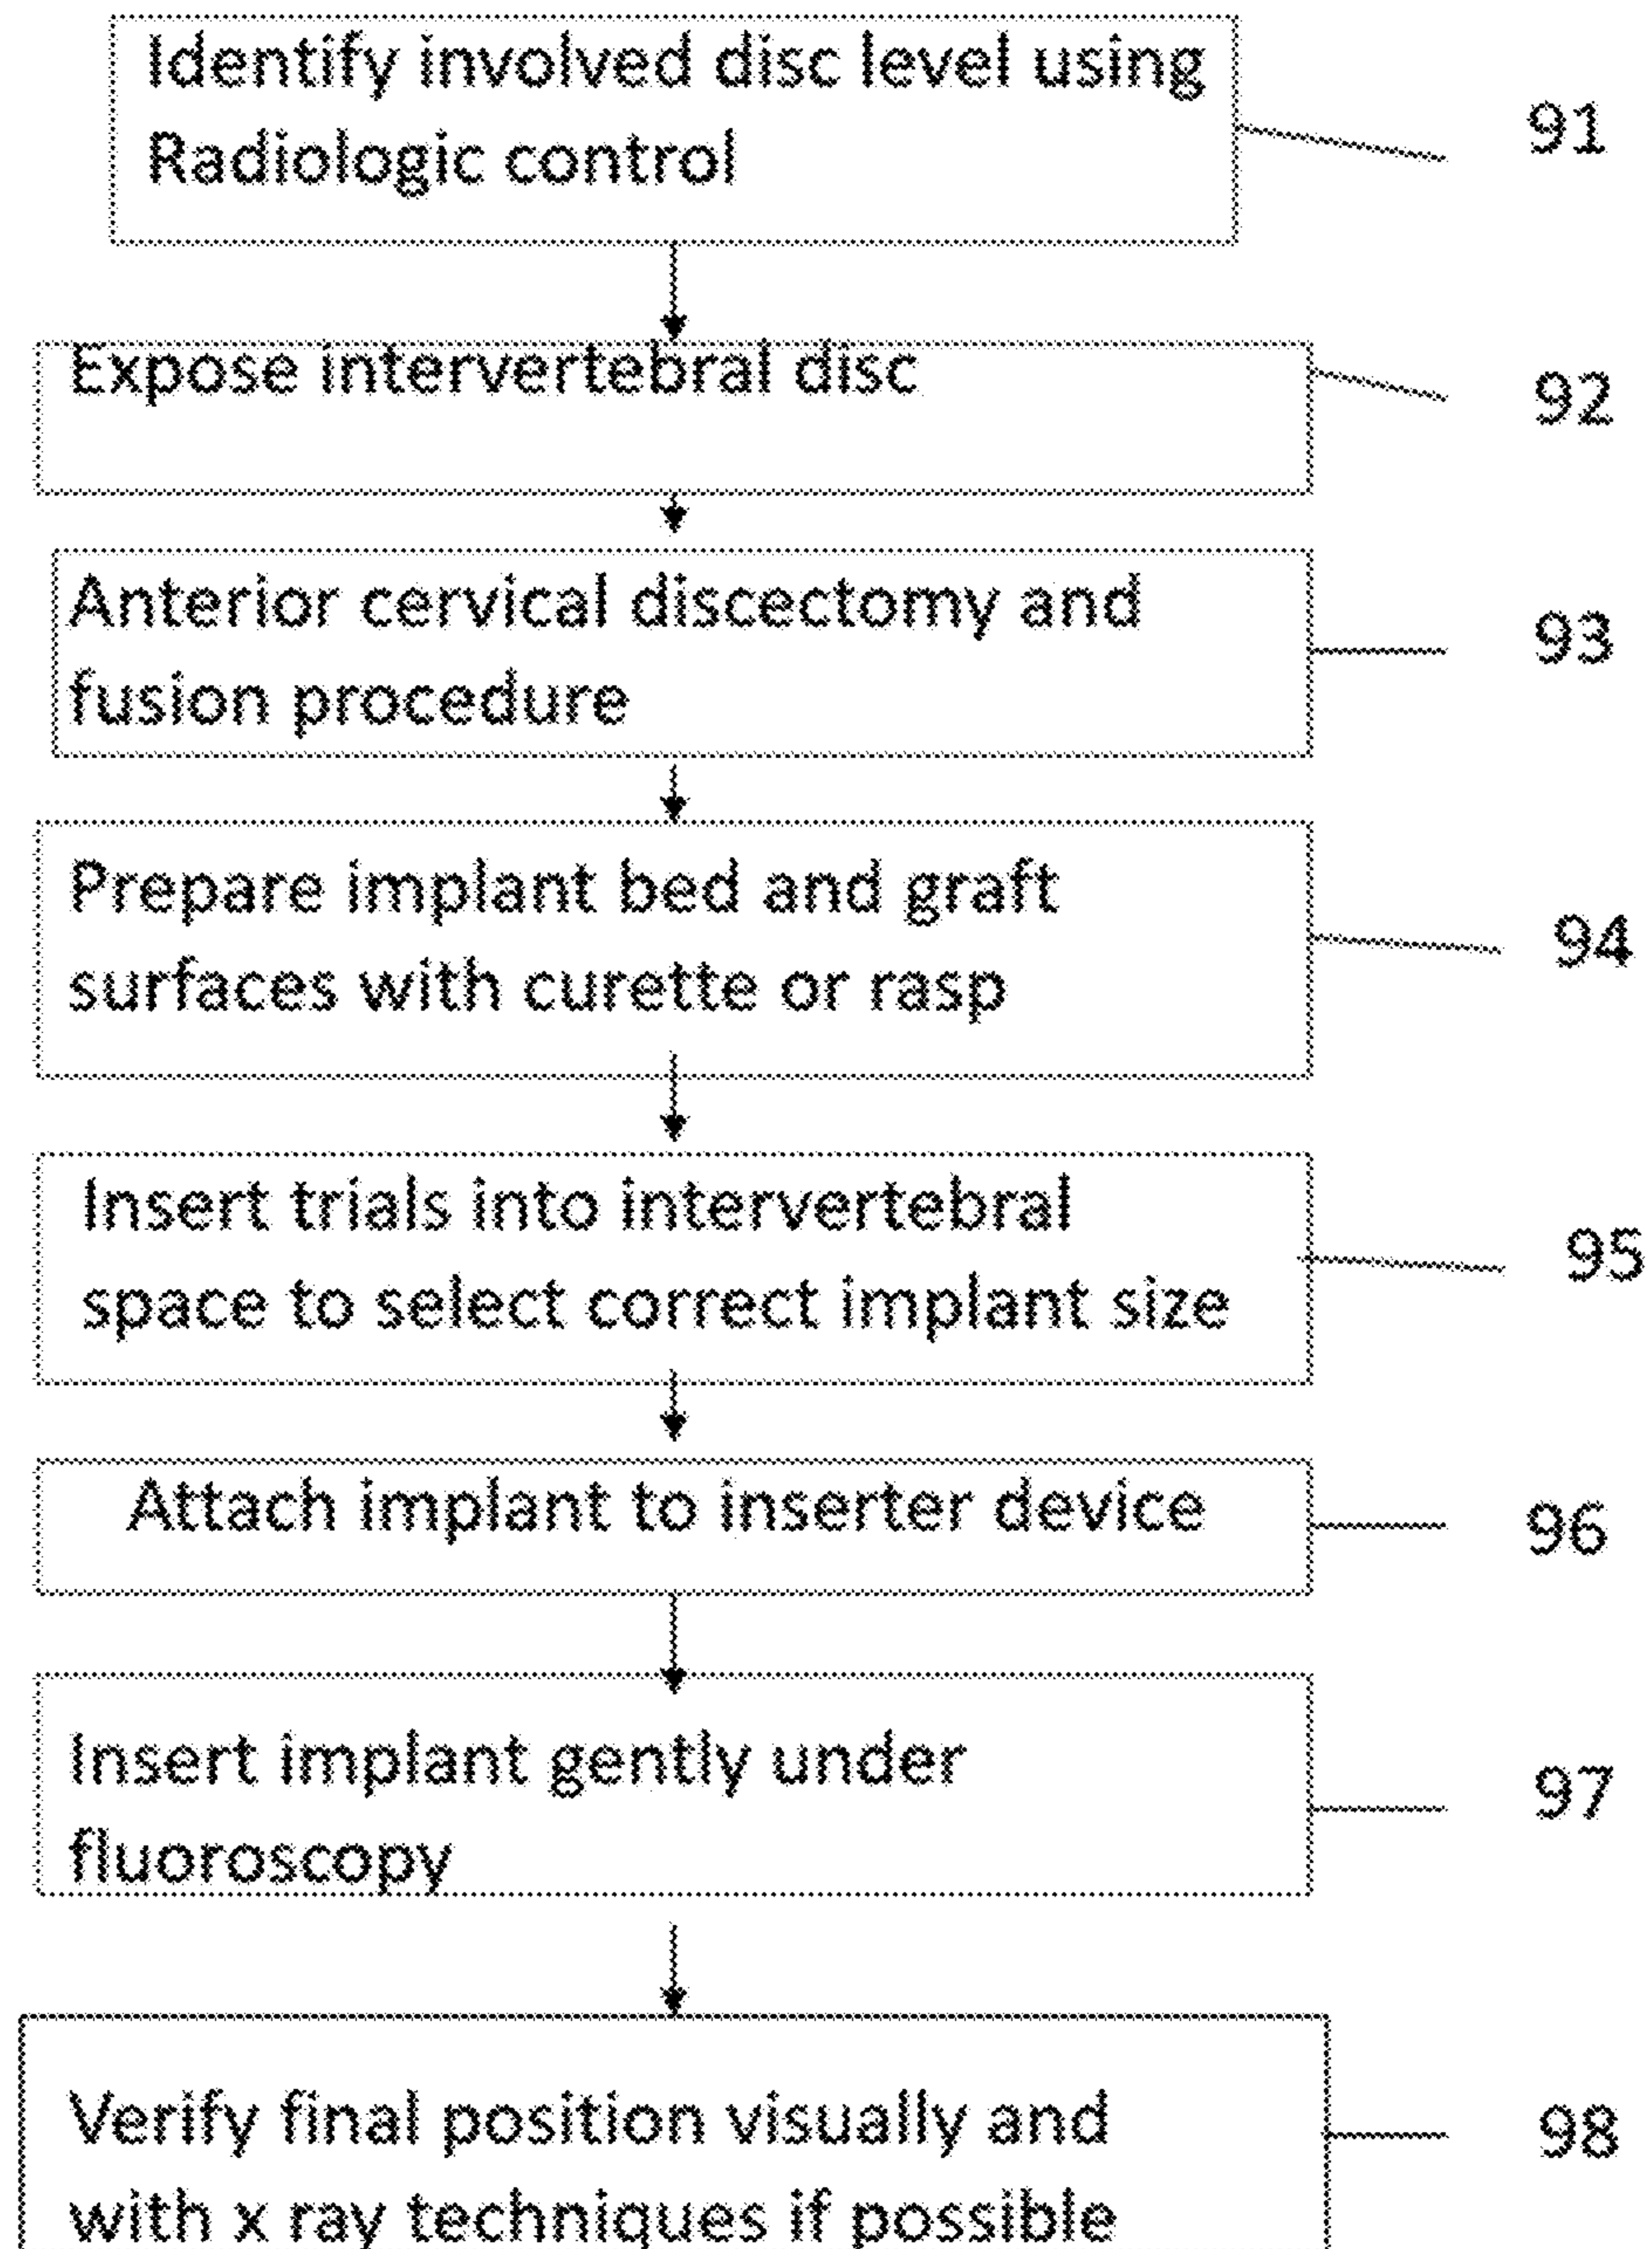 Identify involved disc level using
Radiologic control
91
Expose intervertebral disc
92
Anterior cervical discectomy and
fusion procedure
93
Prepare implant bed and graft
surfaces with curette or rasp
94
Insert trials into intervertebral
space to select correct implant size
95
Attach implant to inserter device
96
Insert implant gently under
fluoroscopy
97
Verify final position visually and
with x ray techniques if possible
98